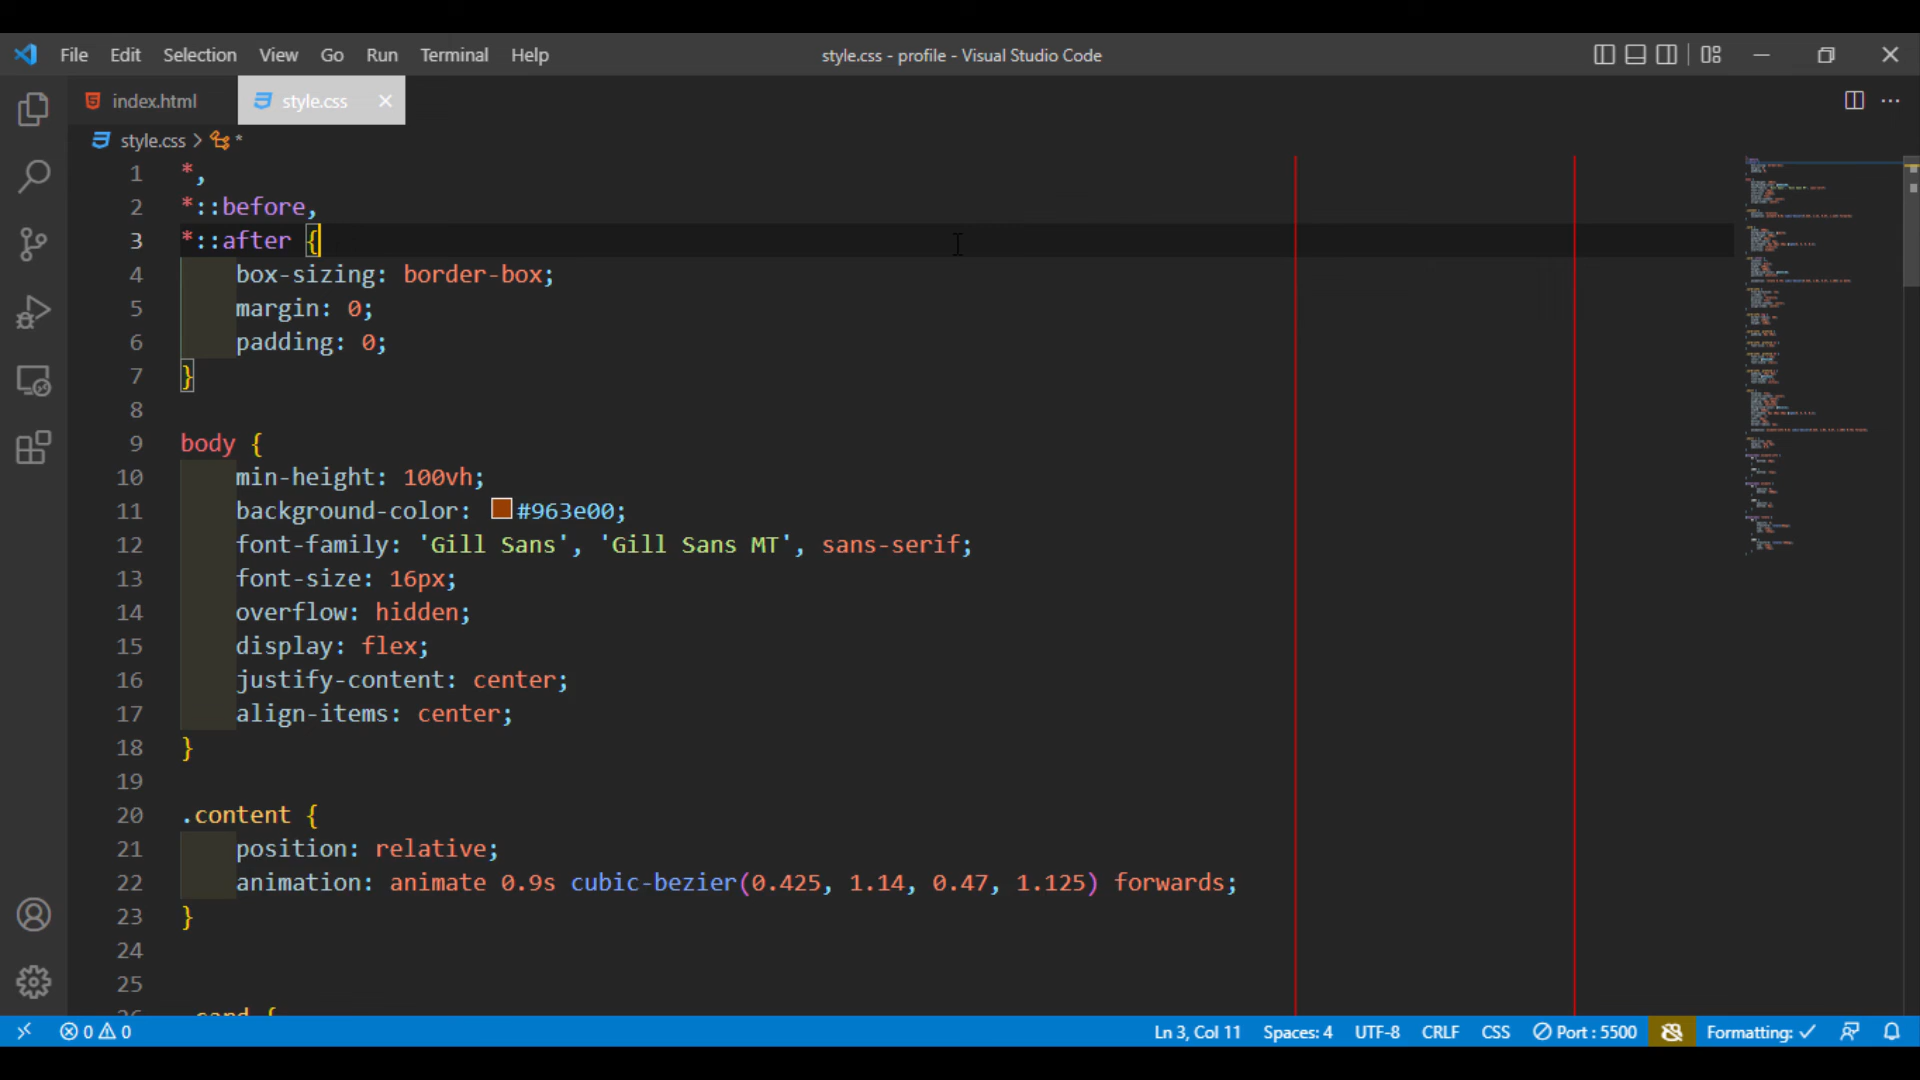 File Edit Selection View Go Run Terminal Help style.css - profile - Visual Studio Code
index.html style.css
style.css > *
1 *,
2 *::before,
3 *::after {
4 box-sizing: border-box;
5 margin: 0;
6 padding: 0;
7 }
8
9 body {
10 min-height: 100vh;
11 background-color: #963e00;
12 font-family: 'Gill Sans', 'Gill Sans MT', sans-serif;
13 font-size: 16px;
14 overflow: hidden;
15 display: flex;
16 justify-content: center;
17 align-items: center;
18 }
19
20 .content {
21 position: relative;
22 animation: animate 0.9s cubic-bezier(0.425, 1.14, 0.47, 1.125) forwards;
23 }
24
25
26 .card {
0 0 Ln 3, Col 11 Spaces: 4 UTF-8 CRLF CSS Port : 5500 Formatting: ✓